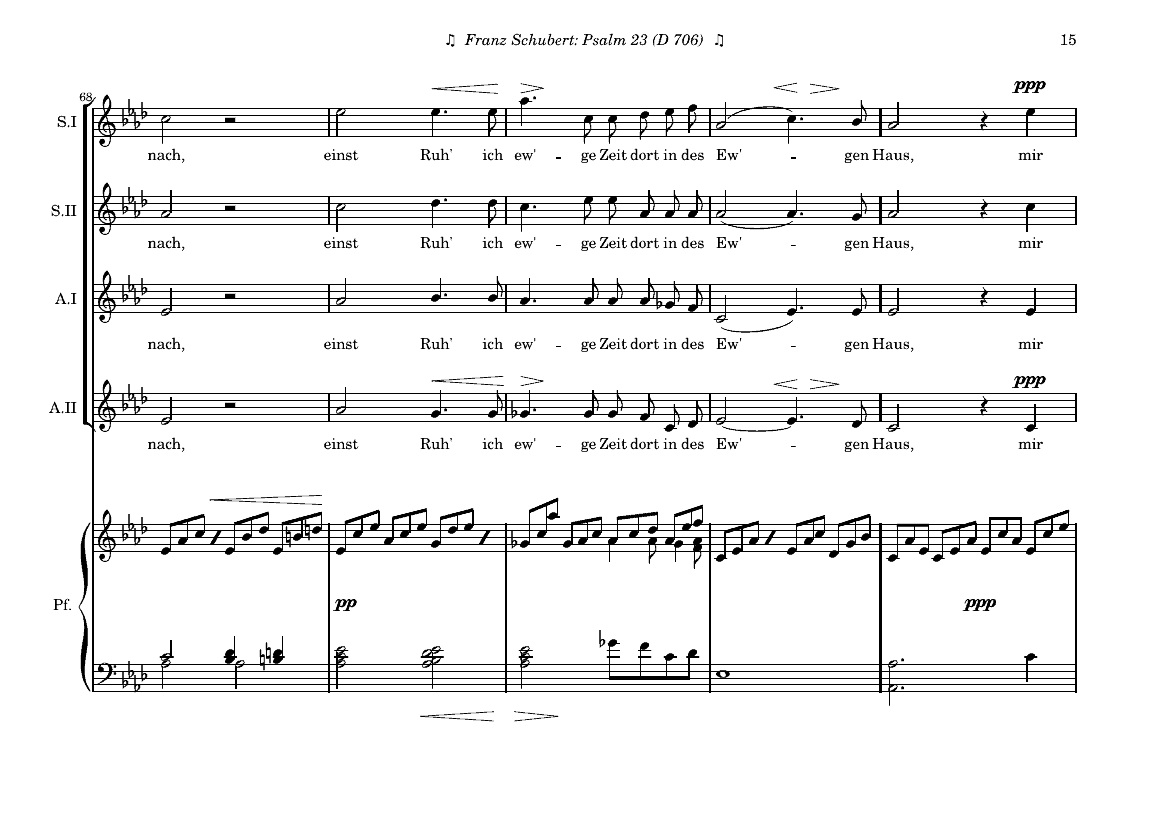 ♫ Franz Schubert: Psalm 23 (D 706) ♫ 15
68
ppp
S.I
nach, einst Ruh’ ich ew' - ge Zeit dort in des Ew' - gen Haus, mir
S.II
nach, einst Ruh’ ich ew' - ge Zeit dort in des Ew' - gen Haus, mir
A.I
nach, einst Ruh’ ich ew' - ge Zeit dort in des Ew' - gen Haus, mir
ppp
A.II
nach, einst Ruh’ ich ew' - ge Zeit dort in des Ew' - gen Haus, mir
Pf. pp ppp